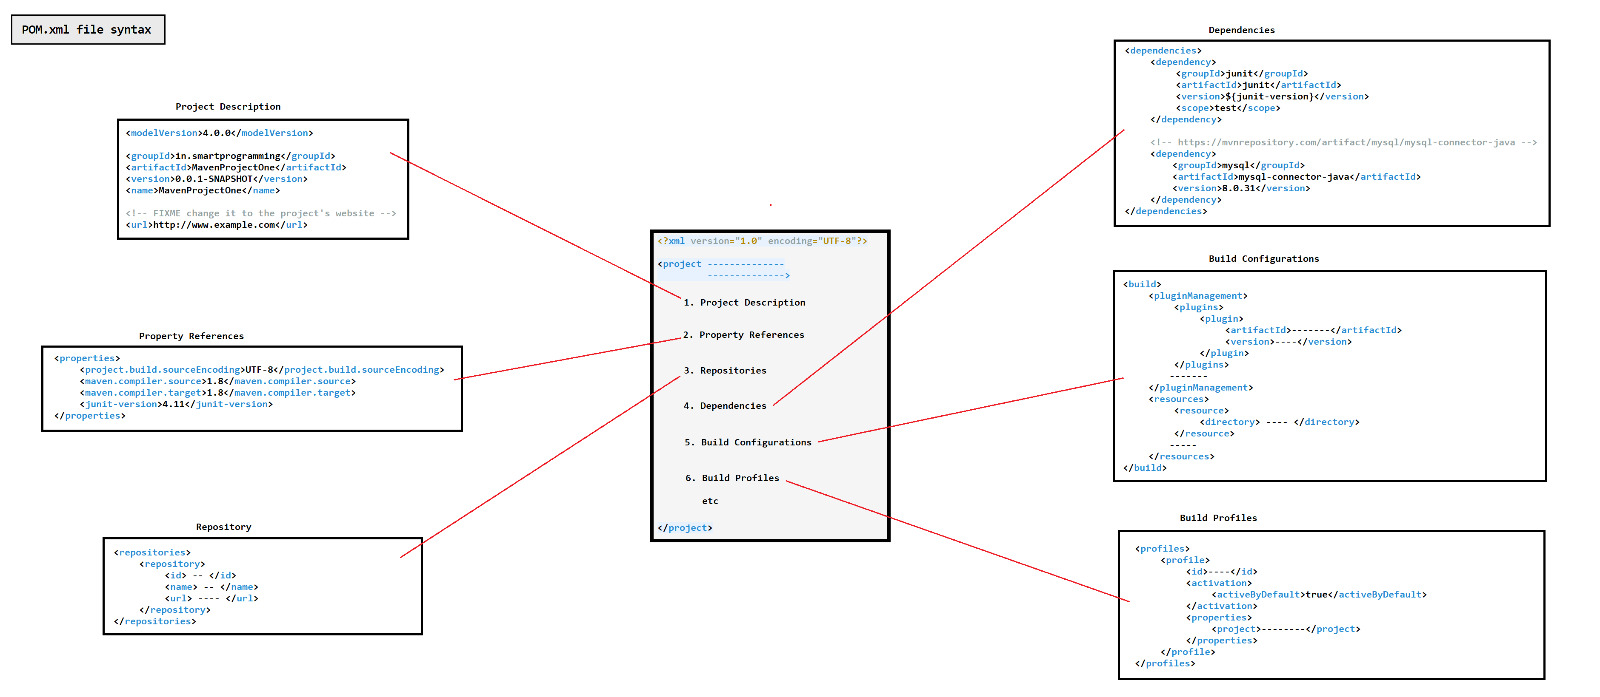 POM.xml file syntax
Project Description
<modelVersion>4.0.0</modelVersion>
<groupId>in.smartprogramming</groupId>
<artifactId>MavenProjectOne</artifactId>
<version>0.0.1-SNAPSHOT</version>
<name>MavenProjectOne</name>
<!-- FIXME change it to the project's website -->
<url>http://www.example.com</url>
Property References
<properties>
<project.build.sourceEncoding>UTF-8</project.build.sourceEncoding>
<maven.compiler.source>1.8</maven.compiler.source>
<maven.compiler.target>1.8</maven.compiler.target>
<junit-version>4.11</junit-version>
</properties>
Repository
<repositories>
<repository>
<id> -- </id>
<name> -- </name>
<url> ---- </url>
</repository>
</repositories>
<?xml version="1.0" encoding="UTF-8"?>
<project --------------
-------------->
1. Project Description
2. Property References
3. Repositories
4. Dependencies
5. Build Configurations
6. Build Profiles
etc
</project>
Dependencies
<dependencies>
<dependency>
<groupId>junit</groupId>
<artifactId>junit</artifactId>
<version>${junit-version}</version>
<scope>test</scope>
</dependency>
<!-- https://mvnrepository.com/artifact/mysql/mysql-connector-java -->
<dependency>
<groupId>mysql</groupId>
<artifactId>mysql-connector-java</artifactId>
<version>8.0.31</version>
</dependency>
</dependencies>
Build Configurations
<build>
<pluginManagement>
<plugins>
<plugin>
<artifactId>-------</artifactId>
<version>----</version>
</plugin>
</plugins>
-------
</pluginManagement>
<resources>
<resource>
<directory> ---- </directory>
</resource>
-----
</resources>
</build>
Build Profiles
<profiles>
<profile>
<id>----</id>
<activation>
<activeByDefault>true</activeByDefault>
</activation>
<properties>
<project>--------</project>
</properties>
</profile>
</profiles>